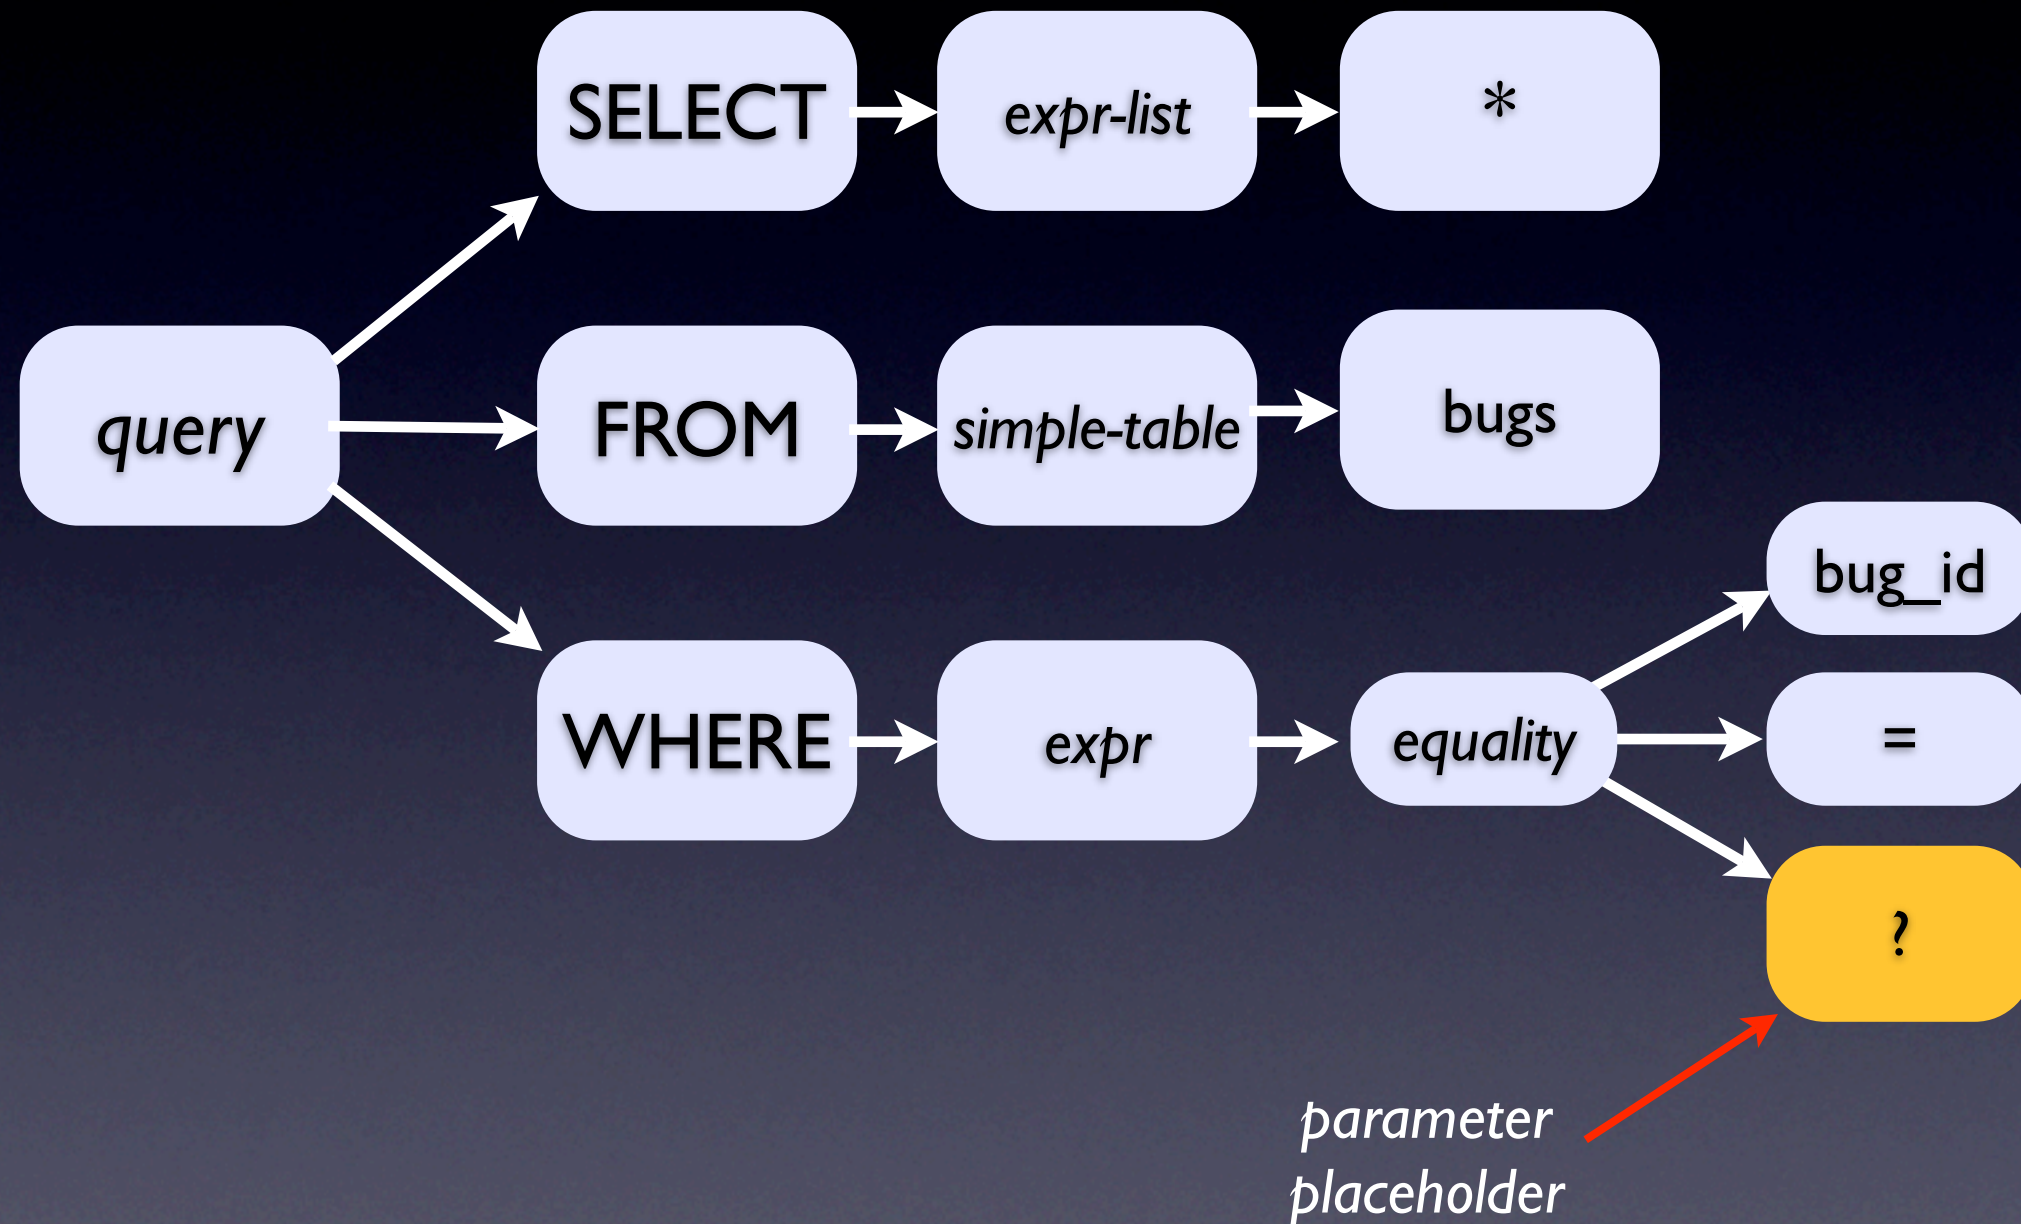 SELECT
expr-list
*
query
FROM
simple-table
bugs
WHERE
expr
equality
bug_id
=
?
parameter
placeholder